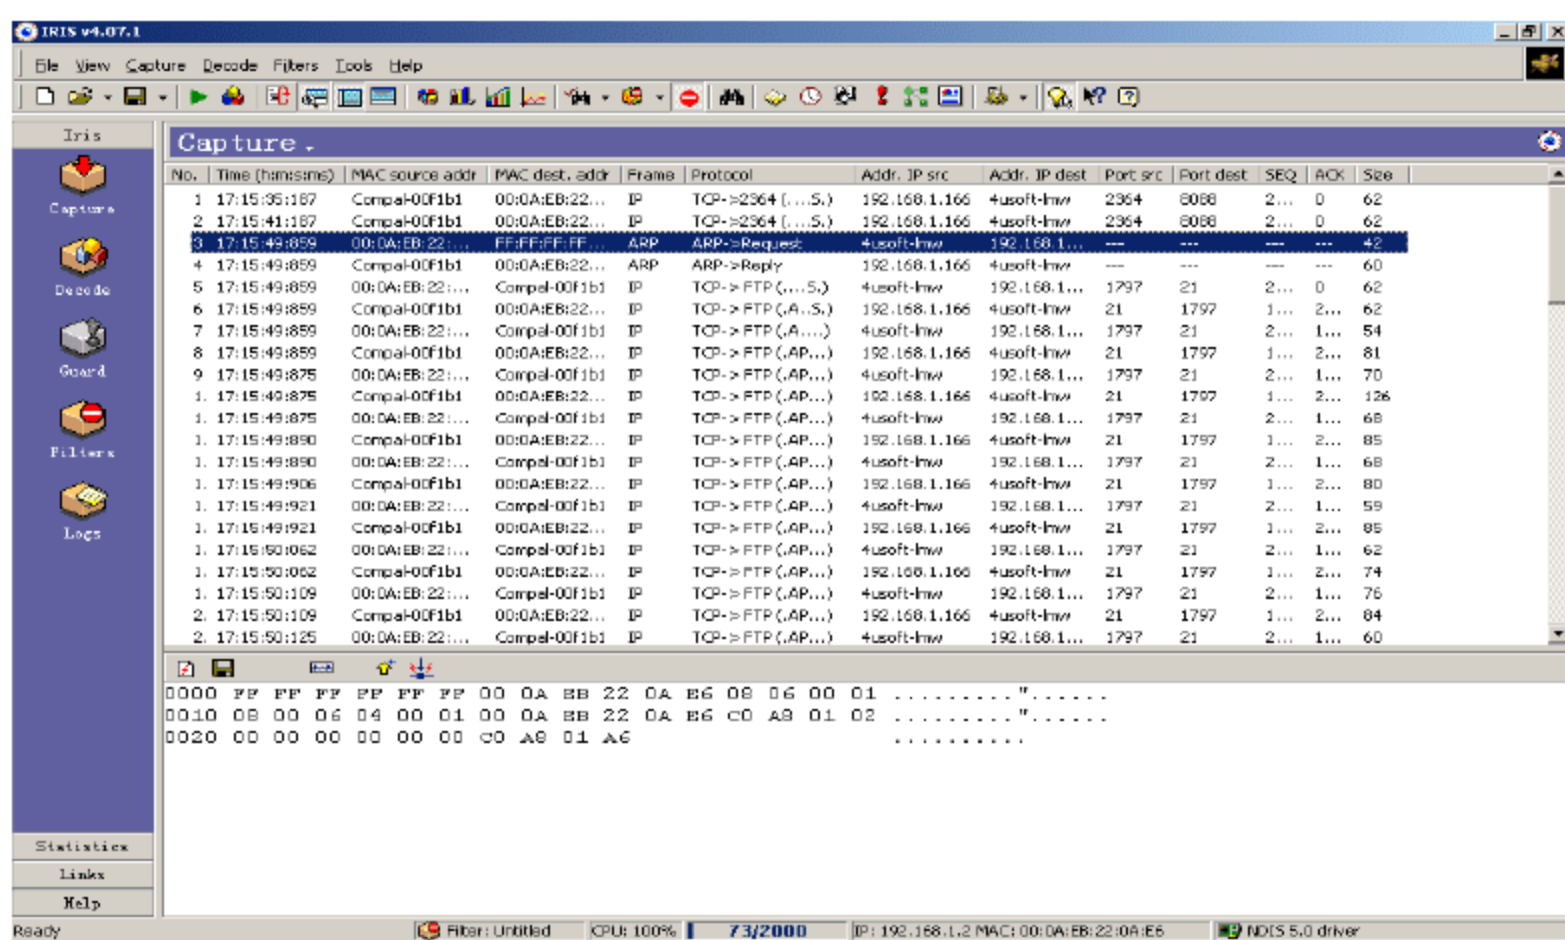 IRIS v4.07.1
File View Capture Decode Filters Tools Help
Iris
Capture
Decode
Guard
Filters
Logs
Statistics
Links
Help
Capture
No. Time (h:m:s:ms) MAC source addr MAC dest. addr Frame Protocol Addr. IP src Addr. IP dest Port src Port dest SEQ ACK Size
1 17:15:35:187 Compal-00f1b1 00:0A:EB:22... IP TCP->2364 (....S.) 192.168.1.166 4usoft-lmw 2364 8088 2... 0 62
2 17:15:41:187 Compal-00f1b1 00:0A:EB:22... IP TCP->2364 (....S.) 192.168.1.166 4usoft-lmw 2364 8088 2... 0 62
3 17:15:49:859 00:0A:EB:22:... FF:FF:FF:FF... ARP ARP->Request 4usoft-lmw 192.168.1... --- --- --- --- 42
4 17:15:49:859 Compal-00f1b1 00:0A:EB:22... ARP ARP->Reply 192.168.1.166 4usoft-lmw --- --- --- --- 60
5 17:15:49:859 00:0A:EB:22:... Compal-00f1b1 IP TCP-> FTP (....S.) 4usoft-lmw 192.168.1... 1797 21 2... 0 62
6 17:15:49:859 Compal-00f1b1 00:0A:EB:22... IP TCP-> FTP (.A..S.) 192.168.1.166 4usoft-lmw 21 1797 1... 2... 62
7 17:15:49:859 00:0A:EB:22:... Compal-00f1b1 IP TCP-> FTP (.A....) 4usoft-lmw 192.168.1... 1797 21 2... 1... 54
8 17:15:49:859 Compal-00f1b1 00:0A:EB:22... IP TCP-> FTP (.AP...) 192.168.1.166 4usoft-lmw 21 1797 1... 2... 81
9 17:15:49:875 00:0A:EB:22:... Compal-00f1b1 IP TCP-> FTP (.AP...) 4usoft-lmw 192.168.1... 1797 21 2... 1... 70
1. 17:15:49:875 Compal-00f1b1 00:0A:EB:22... IP TCP-> FTP (.AP...) 192.168.1.166 4usoft-lmw 21 1797 1... 2... 126
1. 17:15:49:875 00:0A:EB:22:... Compal-00f1b1 IP TCP-> FTP (.AP...) 4usoft-lmw 192.168.1... 1797 21 2... 1... 68
1. 17:15:49:890 Compal-00f1b1 00:0A:EB:22... IP TCP-> FTP (.AP...) 192.168.1.166 4usoft-lmw 21 1797 1... 2... 85
1. 17:15:49:890 00:0A:EB:22:... Compal-00f1b1 IP TCP-> FTP (.AP...) 4usoft-lmw 192.168.1... 1797 21 2... 1... 68
1. 17:15:49:906 Compal-00f1b1 00:0A:EB:22... IP TCP-> FTP (.AP...) 192.168.1.166 4usoft-lmw 21 1797 1... 2... 80
1. 17:15:49:921 00:0A:EB:22:... Compal-00f1b1 IP TCP-> FTP (.AP...) 4usoft-lmw 192.168.1... 1797 21 2... 1... 59
1. 17:15:49:921 Compal-00f1b1 00:0A:EB:22... IP TCP-> FTP (.AP...) 192.168.1.166 4usoft-lmw 21 1797 1... 2... 85
1. 17:15:50:062 00:0A:EB:22:... Compal-00f1b1 IP TCP-> FTP (.AP...) 4usoft-lmw 192.168.1... 1797 21 2... 1... 62
1. 17:15:50:062 Compal-00f1b1 00:0A:EB:22... IP TCP-> FTP (.AP...) 192.168.1.166 4usoft-lmw 21 1797 1... 2... 74
1. 17:15:50:109 00:0A:EB:22:... Compal-00f1b1 IP TCP-> FTP (.AP...) 4usoft-lmw 192.168.1... 1797 21 2... 1... 76
2. 17:15:50:109 Compal-00f1b1 00:0A:EB:22... IP TCP-> FTP (.AP...) 192.168.1.166 4usoft-lmw 21 1797 1... 2... 84
2. 17:15:50:125 00:0A:EB:22:... Compal-00f1b1 IP TCP-> FTP (.AP...) 4usoft-lmw 192.168.1... 1797 21 2... 1... 60
0000 FF FF FF FF FF FF 00 0A EB 22 0A E6 08 06 00 01 ........."......
0010 08 00 06 04 00 01 00 0A EB 22 0A E6 C0 A8 01 02 ........."......
0020 00 00 00 00 00 00 C0 A8 01 A6 ..........
Ready Filter: Untitled CPU: 100% 73/2000 IP: 192.168.1.2 MAC: 00:0A:EB:22:0A:E6 NDIS 5.0 driver